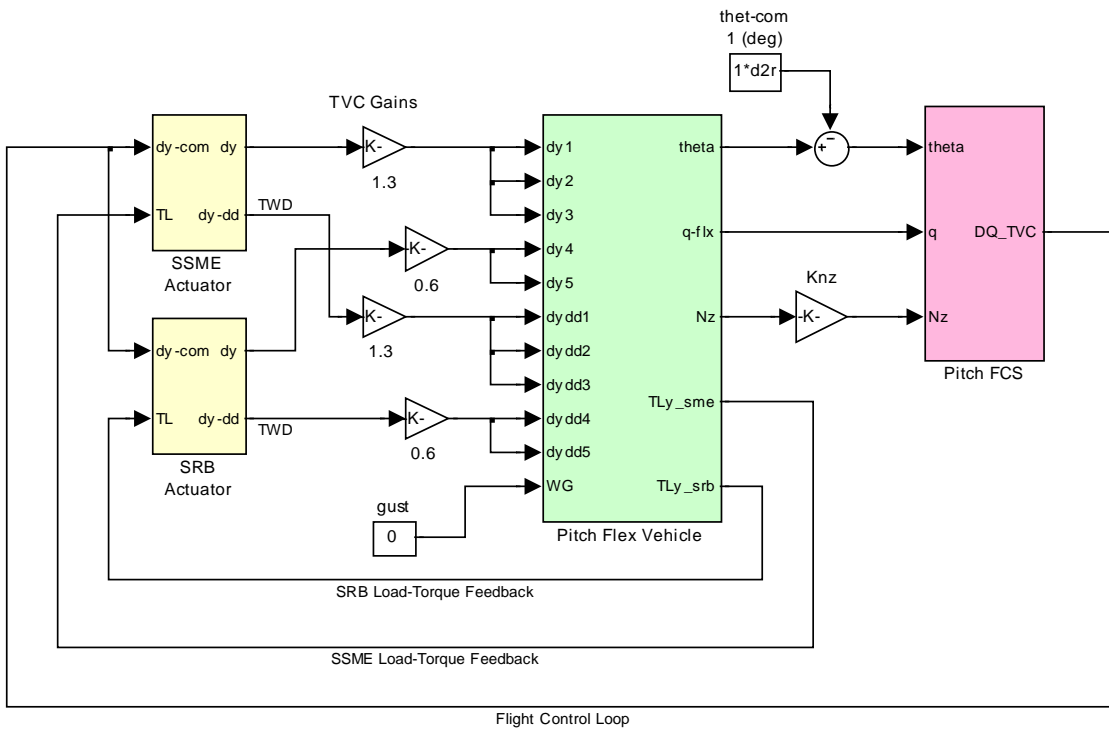 thet-com
1 (deg)
1*d2r
TVC Gains
dy-com dy
TL dy-dd
SSME
Actuator
TWD
K-
1.3
K-
0.6
K-
1.3
K-
0.6
dy-com dy
TL dy-dd
SRB
Actuator
TWD
gust
0
dy1
dy2
dy3
dy4
dy5
dydd1
dydd2
dydd3
dydd4
dydd5
WG
theta
q-flx
Nz
TLy_sme
TLy_srb
Pitch Flex Vehicle
+
-
Knz
-K-
theta
q
Nz
DQ_TVC
Pitch FCS
SRB Load-Torque Feedback
SSME Load-Torque Feedback
Flight Control Loop